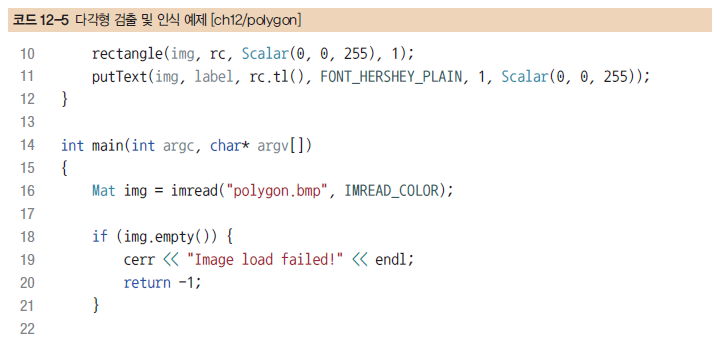 코드 12-5 다각형 검출 및 인식 예제 [ch12/polygon]
10 rectangle(img, rc, Scalar(0, 0, 255), 1);
11 putText(img, label, rc.tl(), FONT_HERSHEY_PLAIN, 1, Scalar(0, 0, 255));
12 }
13
14 int main(int argc, char* argv[])
15 {
16 Mat img = imread("polygon.bmp", IMREAD_COLOR);
17
18 if (img.empty()) {
19 cerr << "Image load failed!" << endl;
20 return -1;
21 }
22